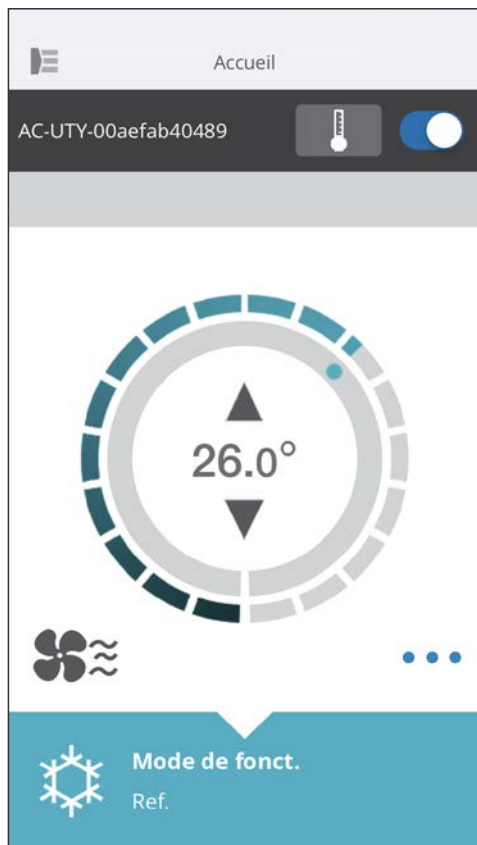 Accueil
AC-UTY-00aefab40489
26.0°
Mode de fonct.
Ref.